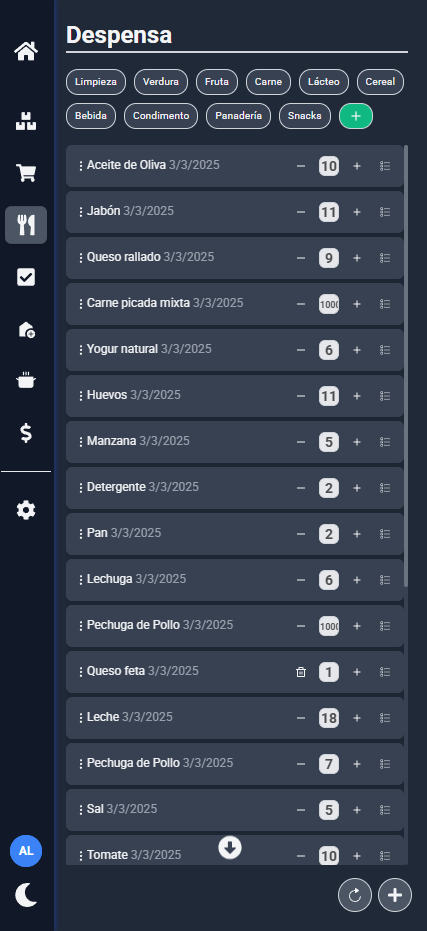 Despensa
Limpieza Verdura Fruta Carne Lácteo Cereal
Bebida Condimento Panadería Snacks +
Aceite de Oliva 3/3/2025 − 10 +
Jabón 3/3/2025 − 11 +
Queso rallado 3/3/2025 − 9 +
Carne picada mixta 3/3/2025 − +
Yogur natural 3/3/2025 − 6 +
Huevos 3/3/2025 − 11 +
Manzana 3/3/2025 − 5 +
Detergente 3/3/2025 − 2 +
Pan 3/3/2025 − 2 +
Lechuga 3/3/2025 − 6 +
Pechuga de Pollo 3/3/2025 − +
Queso feta 3/3/2025 1 +
Leche 3/3/2025 − 18 +
Pechuga de Pollo 3/3/2025 − 7 +
Sal 3/3/2025 − 5 +
Tomate 3/3/2025 − 10 +
AL